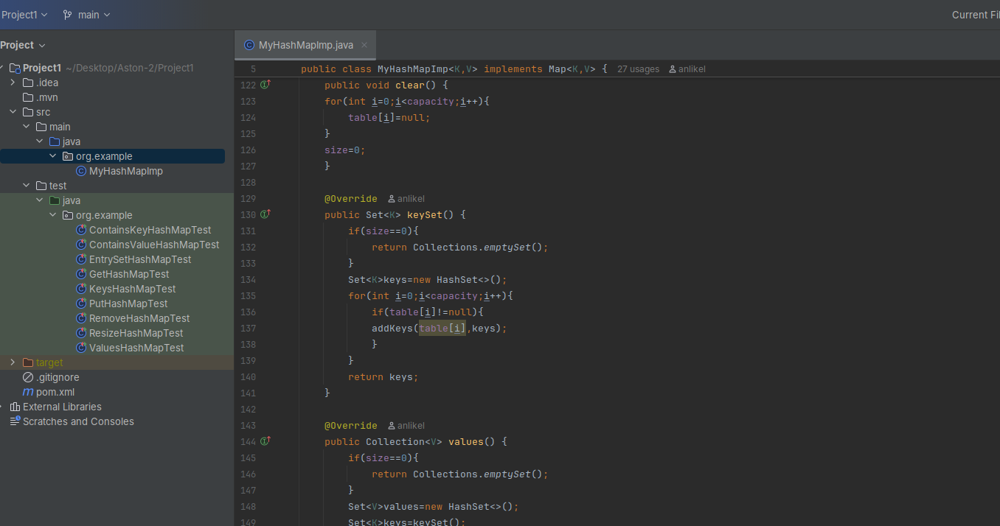 Project1 main Current Fi
Project
MyHashMapImp.java
Project1 ~/Desktop/Aston-2/Project1
.idea
.mvn
src
main
java
org.example
MyHashMapImp
test
java
org.example
ContainsKeyHashMapTest
ContainsValueHashMapTest
EntrySetHashMapTest
GetHashMapTest
KeysHashMapTest
PutHashMapTest
RemoveHashMapTest
ResizeHashMapTest
ValuesHashMapTest
target
.gitignore
pom.xml
External Libraries
Scratches and Consoles
5 public class MyHashMapImp<K,V> implements Map<K,V> { 27 usages anlikel
122 public void clear() {
123 for(int i=0;i<capacity;i++){
124 table[i]=null;
125 }
126 size=0;
127 }
128
129 @Override anlikel
130 public Set<K> keySet() {
131 if(size==0){
132 return Collections.emptySet();
133 }
134 Set<K>keys=new HashSet<>();
135 for(int i=0;i<capacity;i++){
136 if(table[i]!=null){
137 addKeys(table[i],keys);
138 }
139 }
140 return keys;
141 }
142
143 @Override anlikel
144 public Collection<V> values() {
145 if(size==0){
146 return Collections.emptySet();
147 }
148 Set<V>values=new HashSet<>();
149 Set<K>keys=keySet();